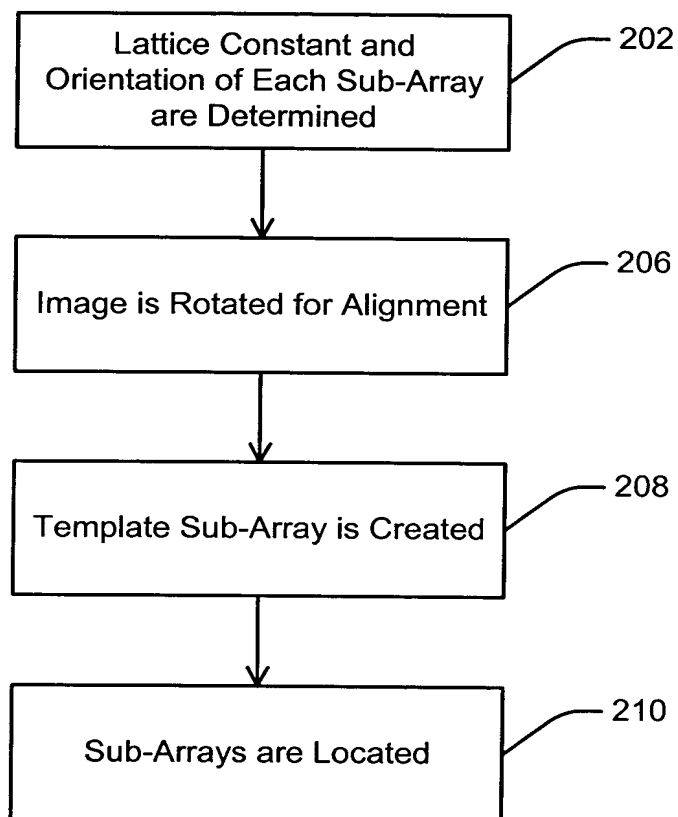 Lattice Constant and
Orientation of Each Sub-Array
are Determined
202
Image is Rotated for Alignment
206
Template Sub-Array is Created
208
Sub-Arrays are Located
210